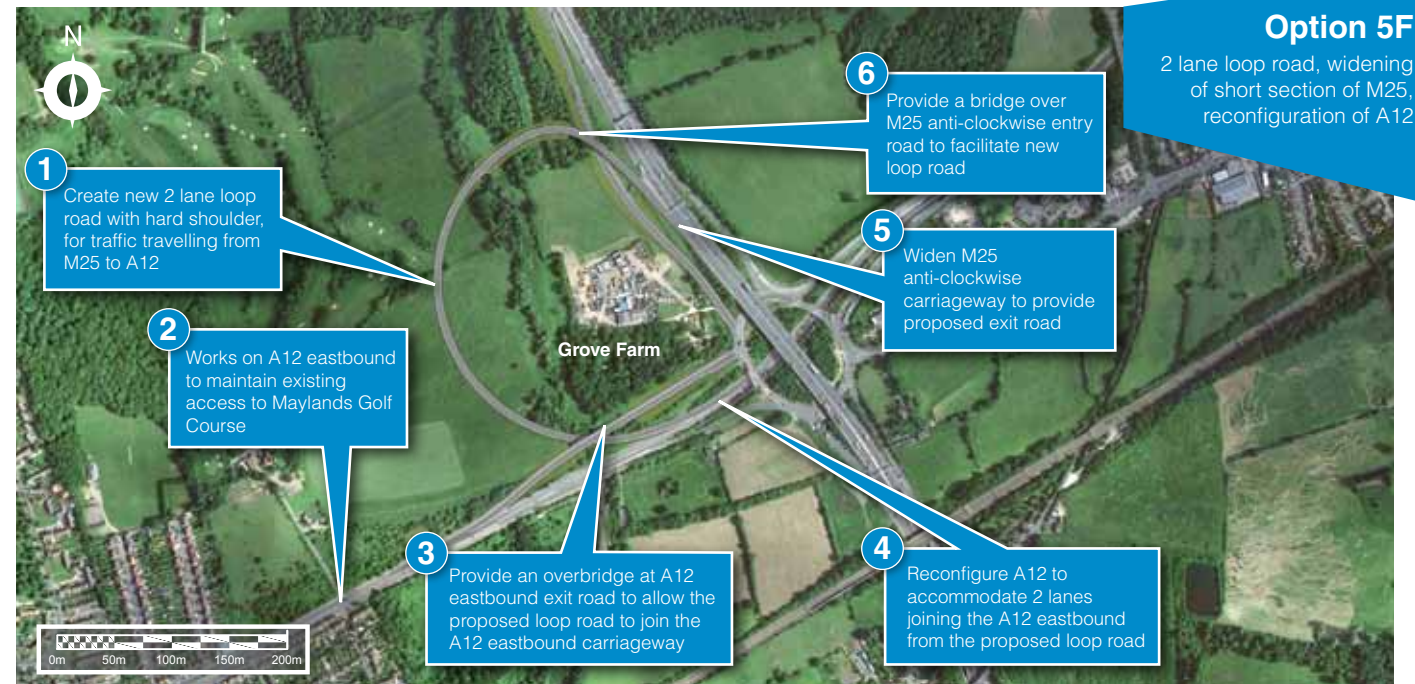 Option 5F
2 lane loop road, widening
of short section of M25,
reconfiguration of A12
N
1
Create new 2 lane loop
road with hard shoulder,
for traffic travelling from
M25 to A12
2
Works on A12 eastbound
to maintain existing
access to Maylands Golf
Course
3
Provide an overbridge at A12
eastbound exit road to allow the
proposed loop road to join the
A12 eastbound carriageway
4
Reconfigure A12 to
accommodate 2 lanes
joining the A12 eastbound
from the proposed loop road
5
Widen M25
anti-clockwise
carriageway to provide
proposed exit road
6
Provide a bridge over
M25 anti-clockwise entry
road to facilitate new
loop road
Grove Farm
0m 50m 100m 150m 200m